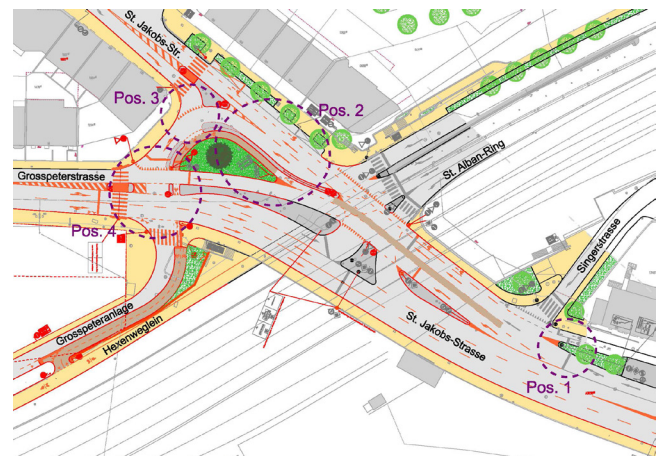 St. Jakobs-Str.
Pos. 3
Pos. 2
Grosspeterstrasse
St. Alban-Ring
Pos. 4
Singerstrasse
Grosspeteranlage
Hexenweglein
St. Jakobs-Strasse
Pos. 1